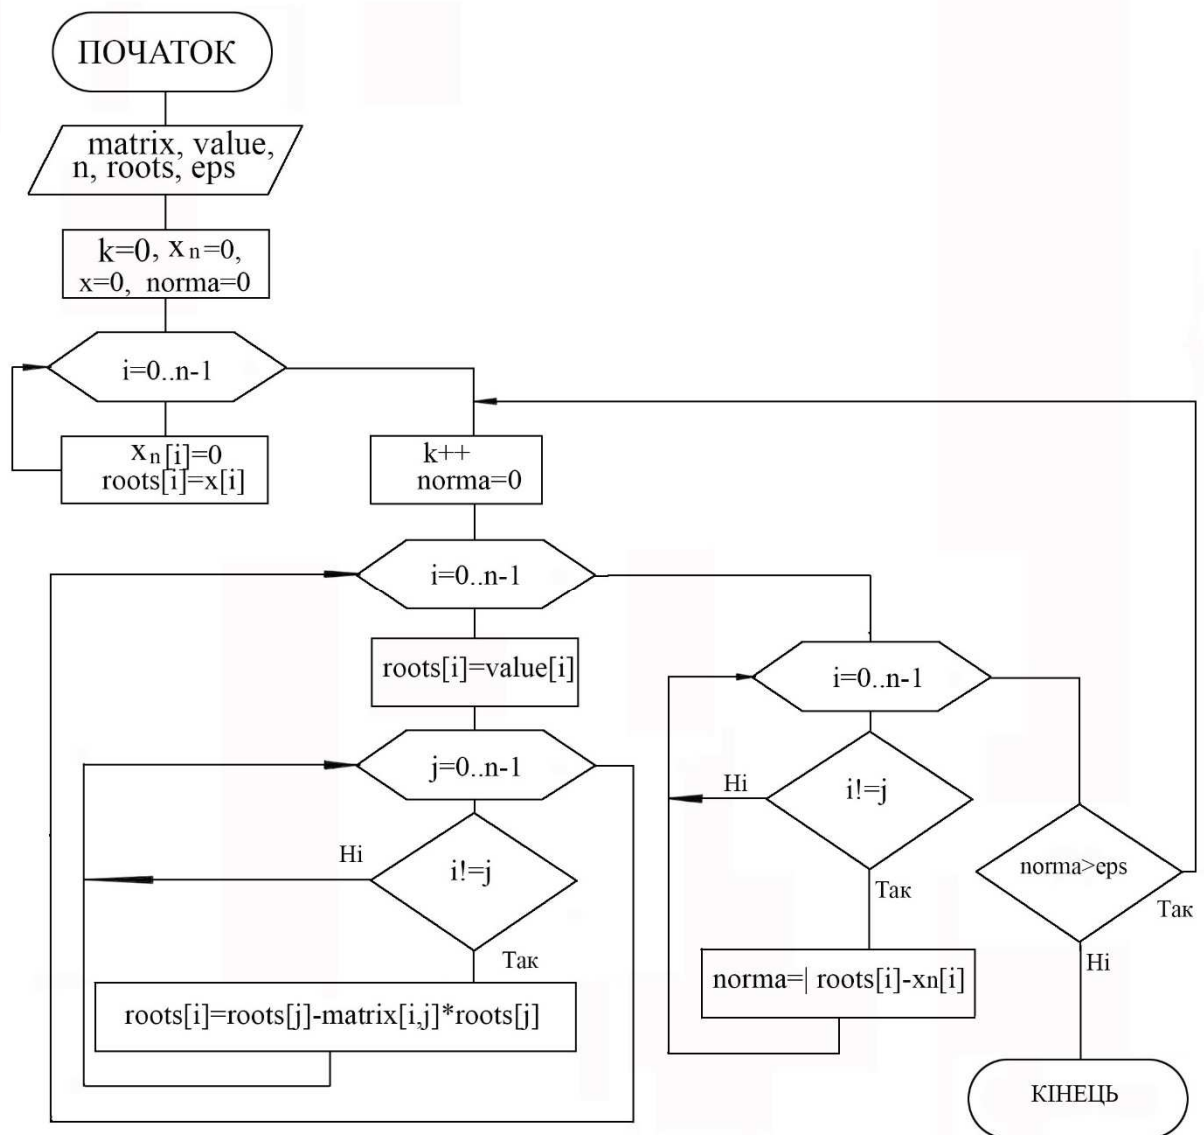 ПОЧАТОК
matrix, value,
n, roots, eps
k=0, xn=0,
x=0, norma=0
i=0..n-1
xn[i]=0
roots[i]=x[i]
k++
norma=0
i=0..n-1
roots[i]=value[i]
j=0..n-1
i!=j
Ні
Так
roots[i]=roots[j]-matrix[i,j]*roots[j]
i=0..n-1
i!=j
Ні
Так
norma=| roots[i]-xn[i]
norma>eps
Так
Ні
КІНЕЦЬ